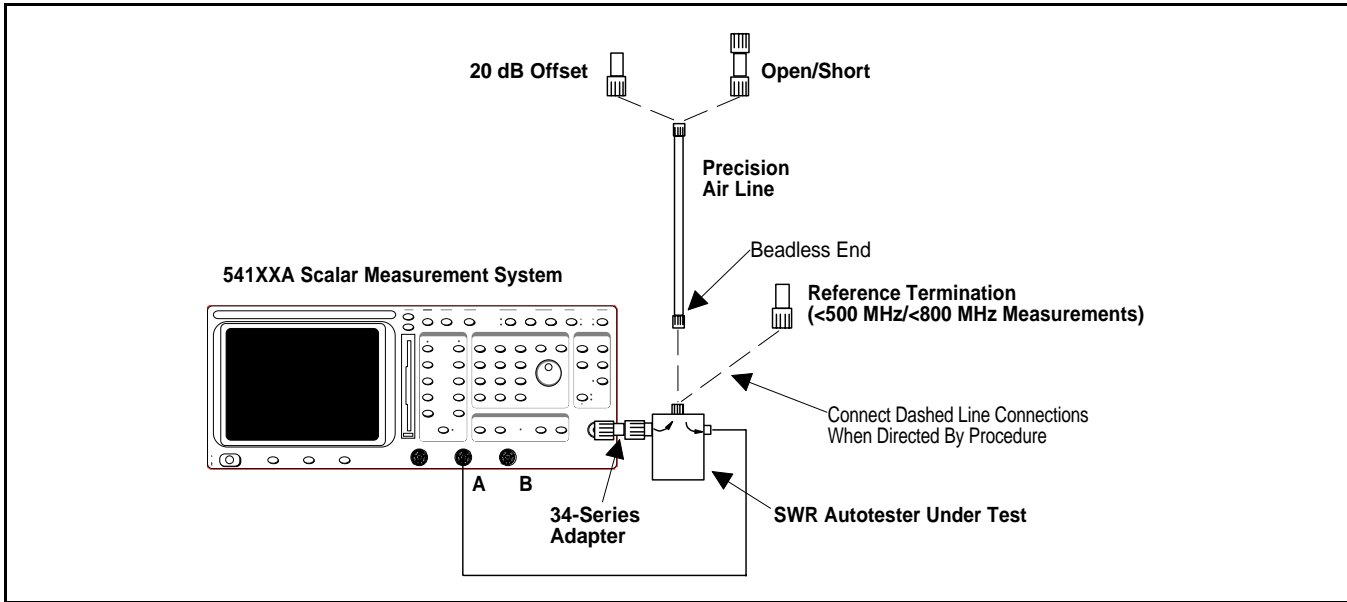 20 dB Offset
Open/Short
Precision
Air Line
Beadless End
541XXA Scalar Measurement System
Reference Termination
(<500 MHz/<800 MHz Measurements)
Connect Dashed Line Connections
When Directed By Procedure
A B
34-Series
Adapter
SWR Autotester Under Test